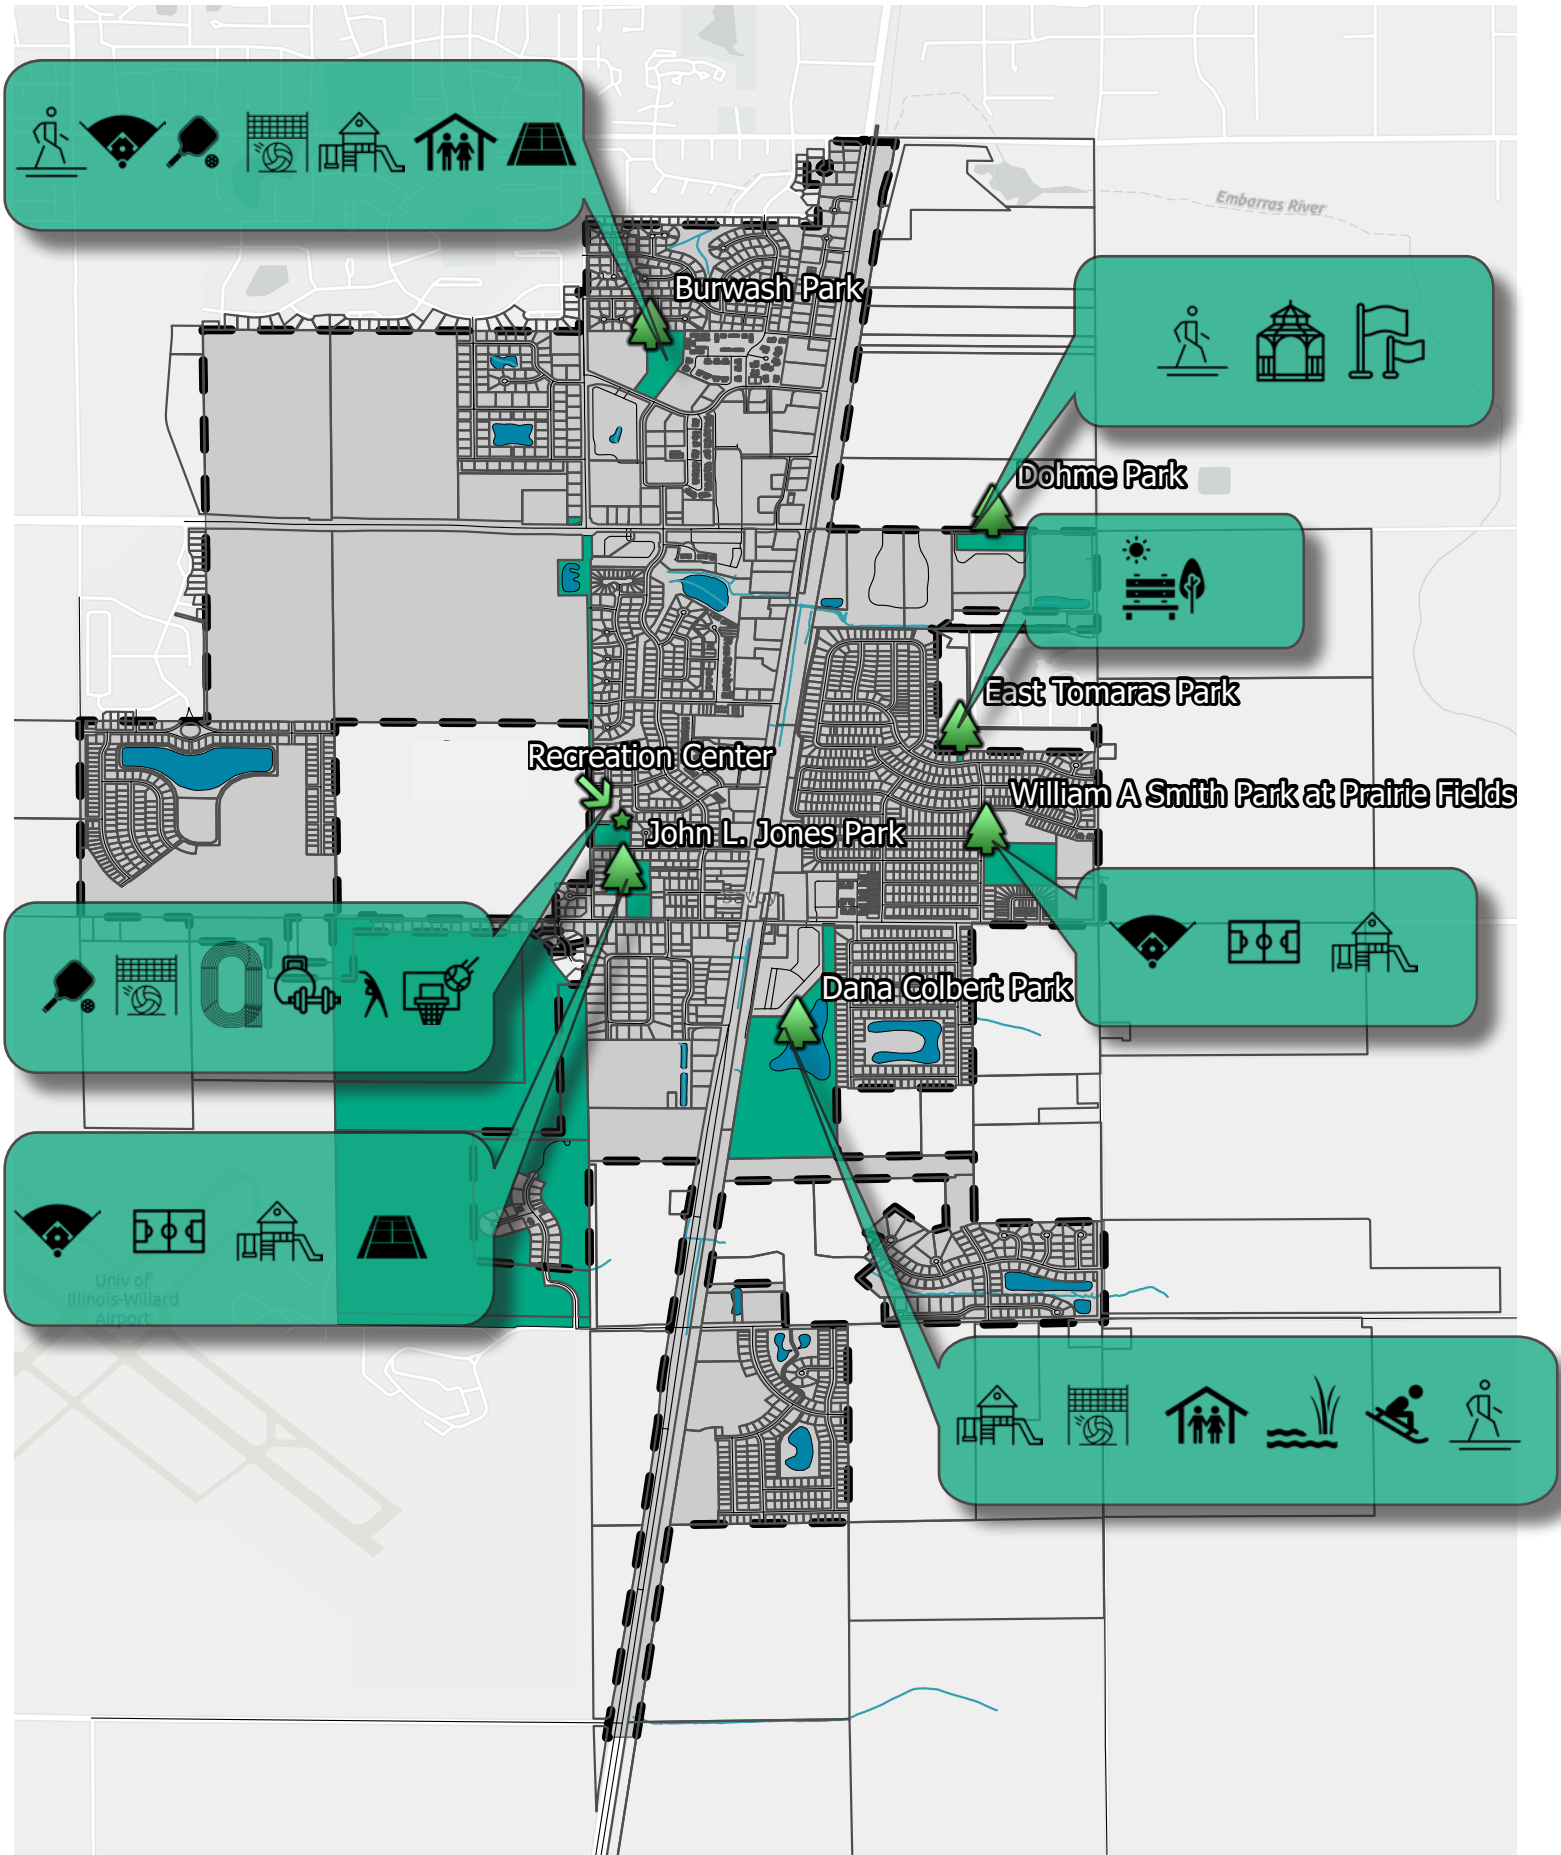 Embarras River
Burwash Park
Dohme Park
East Tomaras Park
Recreation Center
William A Smith Park at Prairie Fields
John L. Jones Park
Savoy
Dana Colbert Park
Univ of
Illinois-Willard
Airport